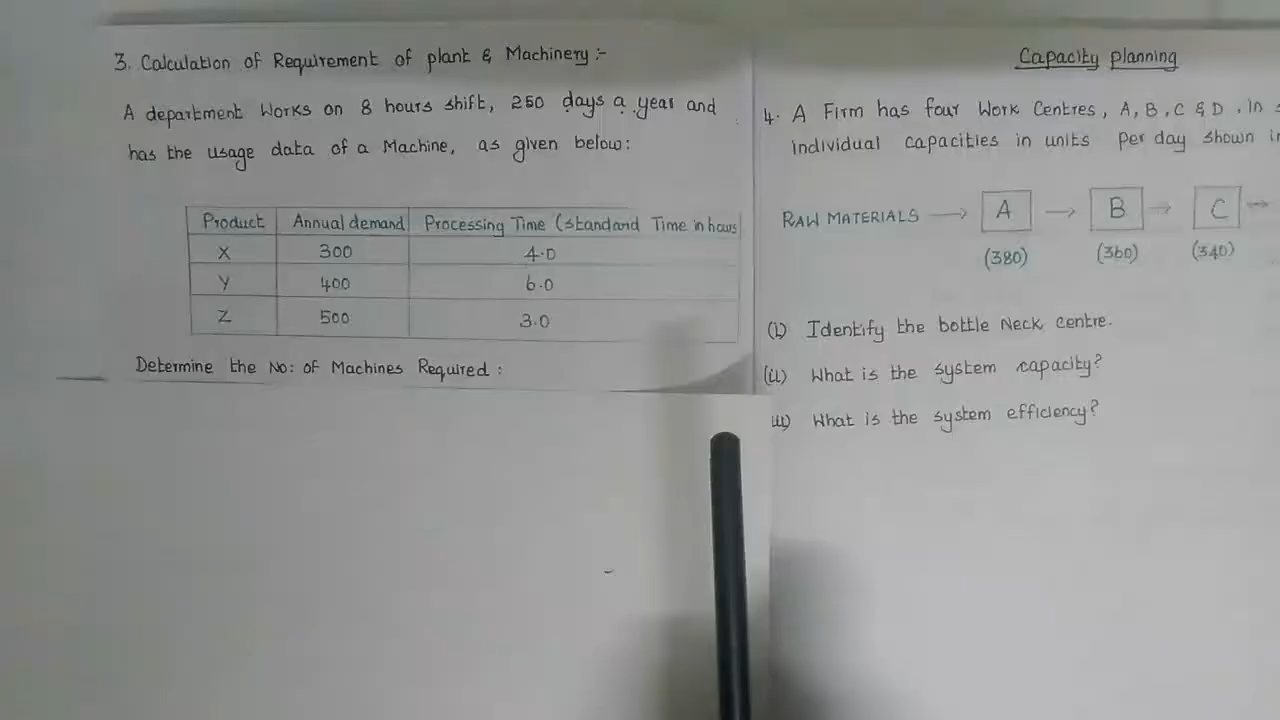 3. Calculation of Requirement of plant & Machinery :-
A department Works on 8 hours shift, 250 days a year and
has the usage data of a Machine, as given below:
Product Annual demand Processing Time (standard Time in hours
X 300 4.0
Y 400 6.0
Z 500 3.0
Determine the No: of Machines Required :
Capacity planning
4. A Firm has four Work Centres, A, B, C & D, In
individual capacities in units per day shown in
RAW MATERIALS → A → B → C →
(380) (360) (340)
(i) Identify the bottle Neck centre.
(ii) What is the system capacity?
iii) What is the system efficiency?